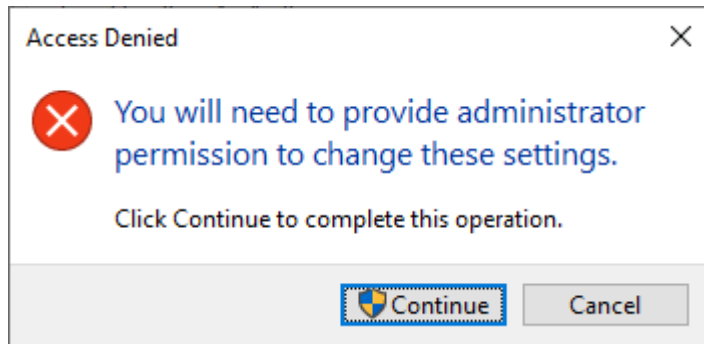 Access Denied
You will need to provide administrator
permission to change these settings.
Click Continue to complete this operation.
Continue
Cancel